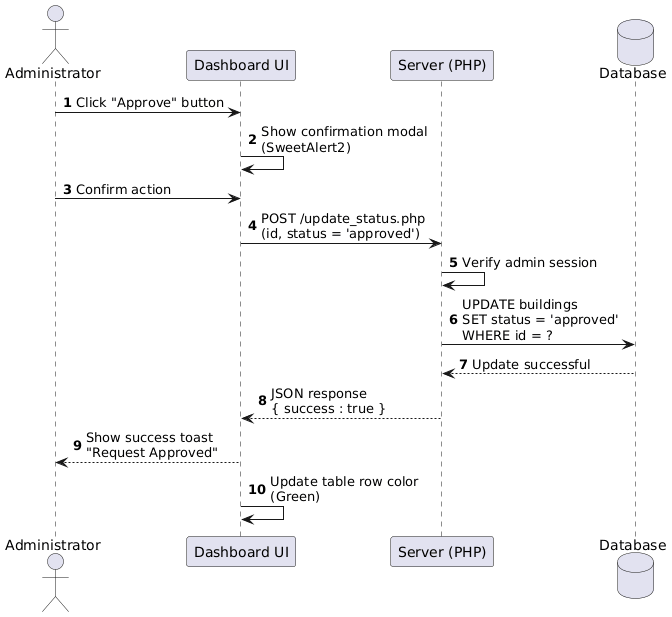 Administrator
Dashboard UI
Server (PHP)
Database
1 Click "Approve" button
2 Show confirmation modal
(SweetAlert2)
3 Confirm action
4 POST /update_status.php
(id, status = 'approved')
5 Verify admin session
UPDATE buildings
6 SET status = 'approved'
WHERE id = ?
7 Update successful
8 JSON response
{ success : true }
9 Show success toast
"Request Approved"
10 Update table row color
(Green)
Administrator
Dashboard UI
Server (PHP)
Database